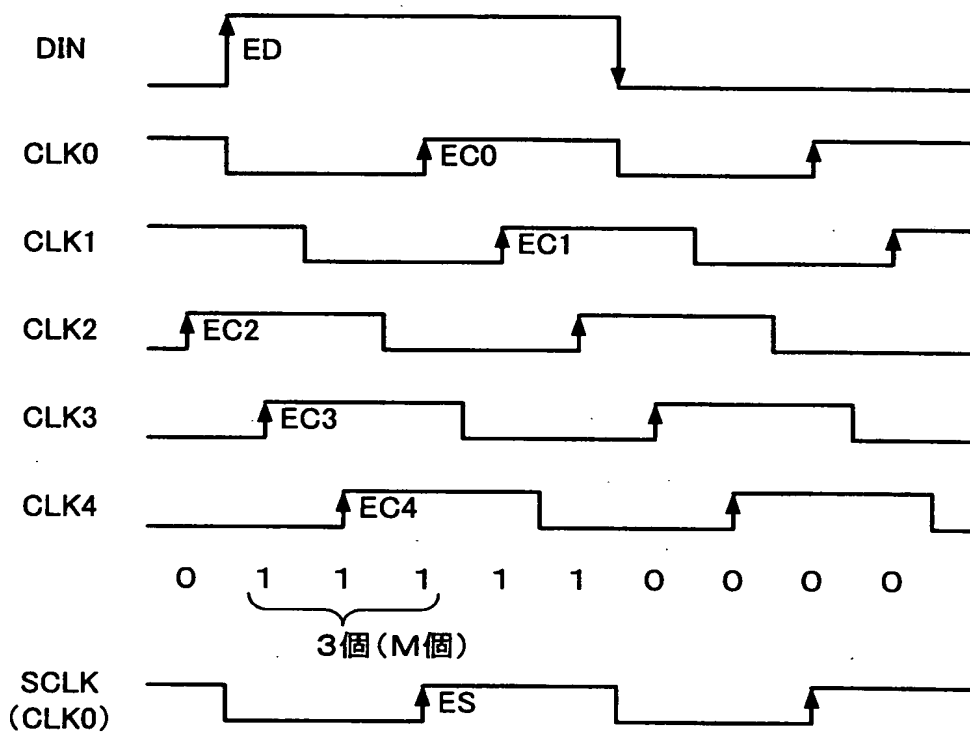 DIN
ED
CLK0
EC0
CLK1
EC1
CLK2
EC2
CLK3
EC3
CLK4
EC4
0 1 1 1 1 1 0 0 0 0
3個(M個)
SCLK
(CLK0)
ES